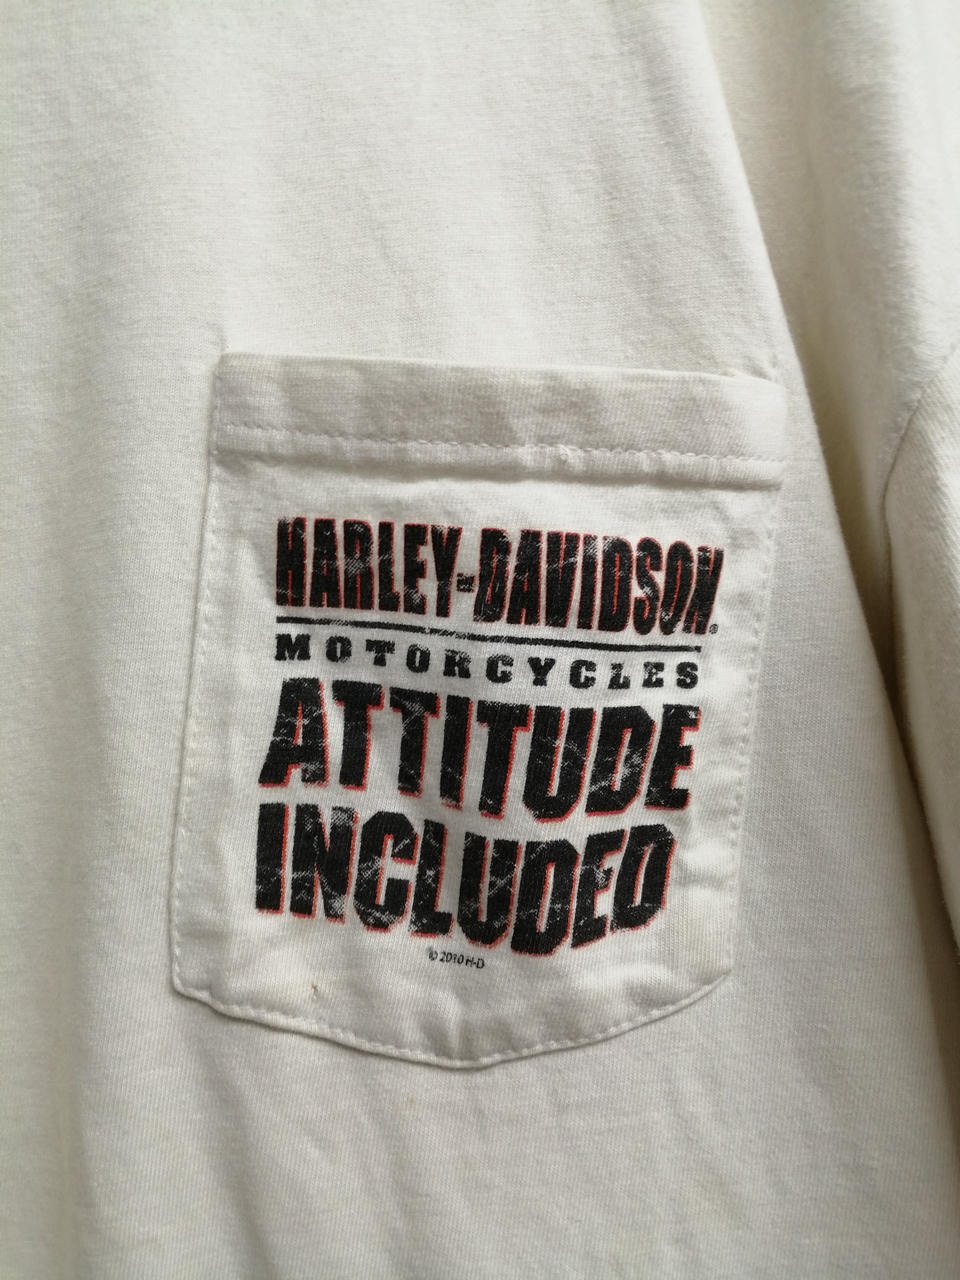 HARLEY-DAVIDSON®
MOTORCYCLES
ATTITUDE
INCLUDED
© 2010 H-D